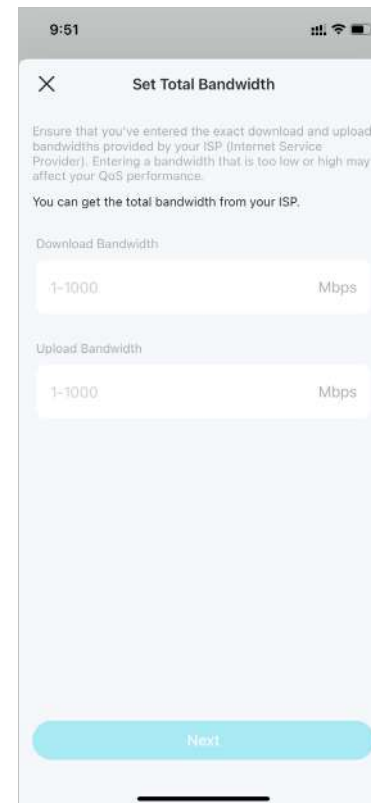 9:51
Set Total Bandwidth
Ensure that you've entered the exact download and upload
bandwidths provided by your ISP (Internet Service
Provider). Entering a bandwidth that is too low or high may
affect your QoS performance.
You can get the total bandwidth from your ISP.
Download Bandwidth
1-1000 Mbps
Upload Bandwidth
1-1000 Mbps
Next